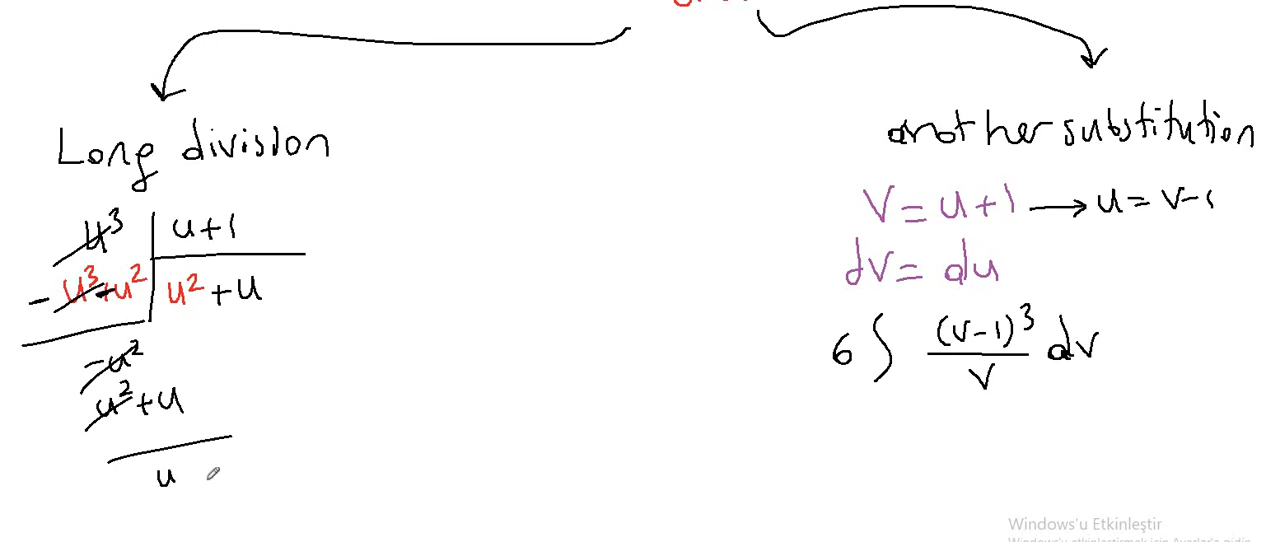 Long division
u³ | u+1
- u³+u² | u² + u
-u²
u²+u
u
another substitution
V = u+1 → u = v-1
dv = du
6 ∫ (v-1)³/v dv
Windows'u Etkinleştir